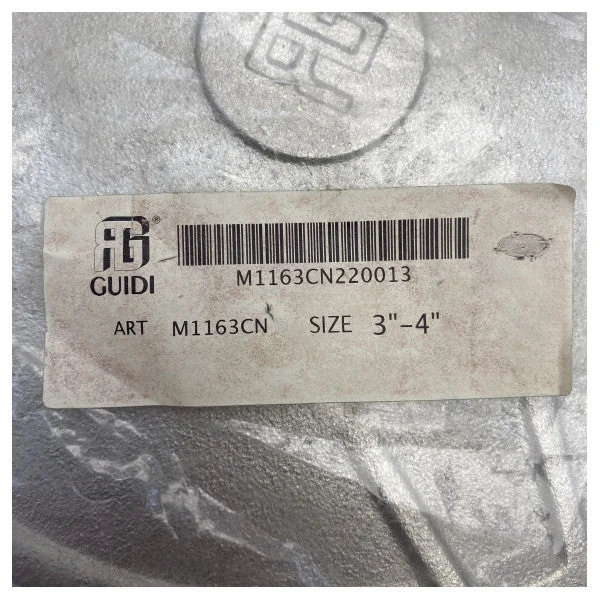 GUIDI ®
M1163CN220013
ART M1163CN SIZE 3"-4"